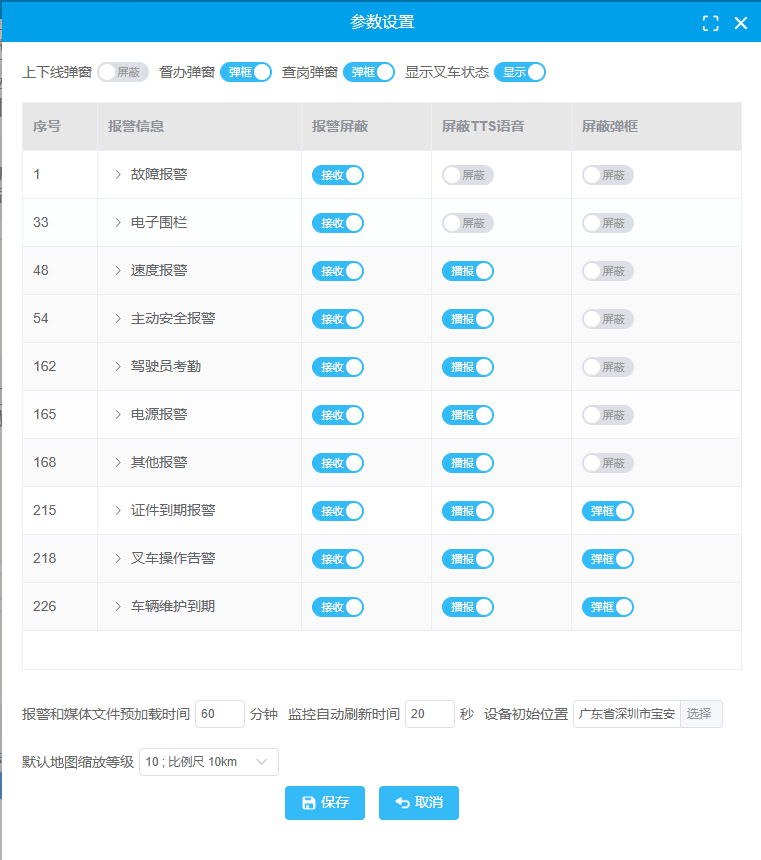 参数设置
上下线弹窗 屏蔽 督办弹窗 弹框 查岗弹窗 弹框 显示叉车状态 显示
序号 报警信息 报警屏蔽 屏蔽TTS语音 屏蔽弹框
1 故障报警 接收 屏蔽 屏蔽
33 电子围栏 接收 屏蔽 屏蔽
48 速度报警 接收 播报 屏蔽
54 主动安全报警 接收 播报 屏蔽
162 驾驶员考勤 接收 播报 屏蔽
165 电源报警 接收 播报 屏蔽
168 其他报警 接收 播报 屏蔽
215 证件到期报警 接收 播报 弹框
218 叉车操作告警 接收 播报 弹框
226 车辆维护到期 接收 播报 弹框
报警和媒体文件预加载时间 60 分钟 监控自动刷新时间 20 秒 设备初始位置 广东省深圳市宝安 选择
默认地图缩放等级 10 ; 比例尺 10km
保存 取消